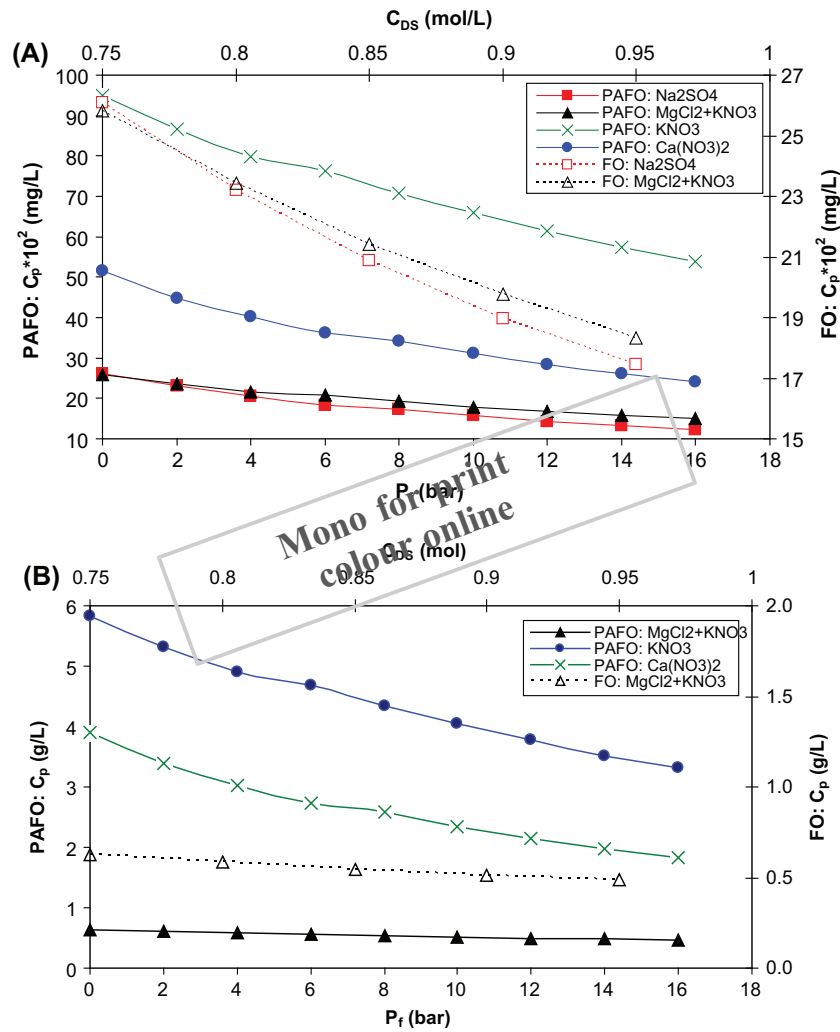 C_DS (mol/L)
(A)
0.75 0.8 0.85 0.9 0.95 1
PAFO: C_p*10^2 (mg/L)
100
90
80
70
60
50
40
30
20
10
PAFO: Na2SO4
PAFO: MgCl2+KNO3
PAFO: KNO3
PAFO: Ca(NO3)2
FO: Na2SO4
FO: MgCl2+KNO3
27
25
23
21
19
17
15
FO: C_p*10^2 (mg/L)
0 2 4 6 8 10 12 14 16 18
P (bar)
Mono for print
colour online
(B)
C_DS (mol)
0.75 0.8 0.85 0.9 0.95 1
PAFO: C_p (g/L)
6
5
4
3
2
1
0
PAFO: MgCl2+KNO3
PAFO: KNO3
PAFO: Ca(NO3)2
FO: MgCl2+KNO3
2.0
1.5
1.0
0.5
0.0
FO: C_p (g/L)
0 2 4 6 8 10 12 14 16 18
P_f (bar)